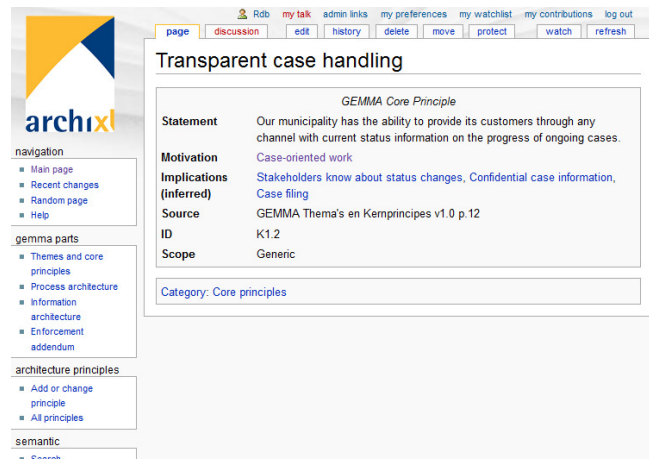 Rdb my talk admin links my preferences my watchlist my contributions log out
page discussion edit history delete move protect watch refresh
archixl
navigation
Main page
Recent changes
Random page
Help
gemma parts
Themes and core
principles
Process architecture
Information
architecture
Enforcement
addendum
architecture principles
Add or change
principle
All principles
semantic
Search
Transparent case handling
GEMMA Core Principle
Statement Our municipality has the ability to provide its customers through any
channel with current status information on the progress of ongoing cases.
Motivation Case-oriented work
Implications Stakeholders know about status changes, Confidential case information,
(inferred) Case filing
Source GEMMA Thema's en Kernprincipes v1.0 p.12
ID K1.2
Scope Generic
Category: Core principles